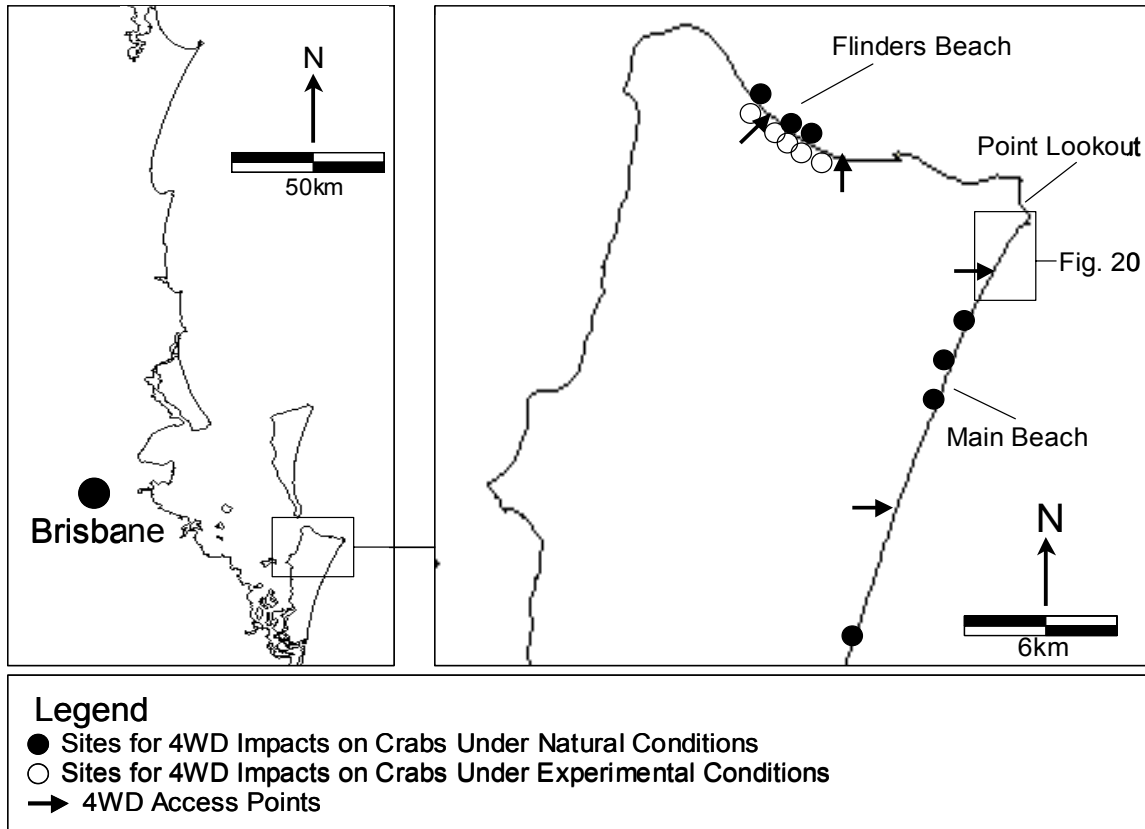 N
50km
Brisbane
Flinders Beach
Point Lookout
Fig. 20
Main Beach
N
6km
Legend
Sites for 4WD Impacts on Crabs Under Natural Conditions
Sites for 4WD Impacts on Crabs Under Experimental Conditions
4WD Access Points